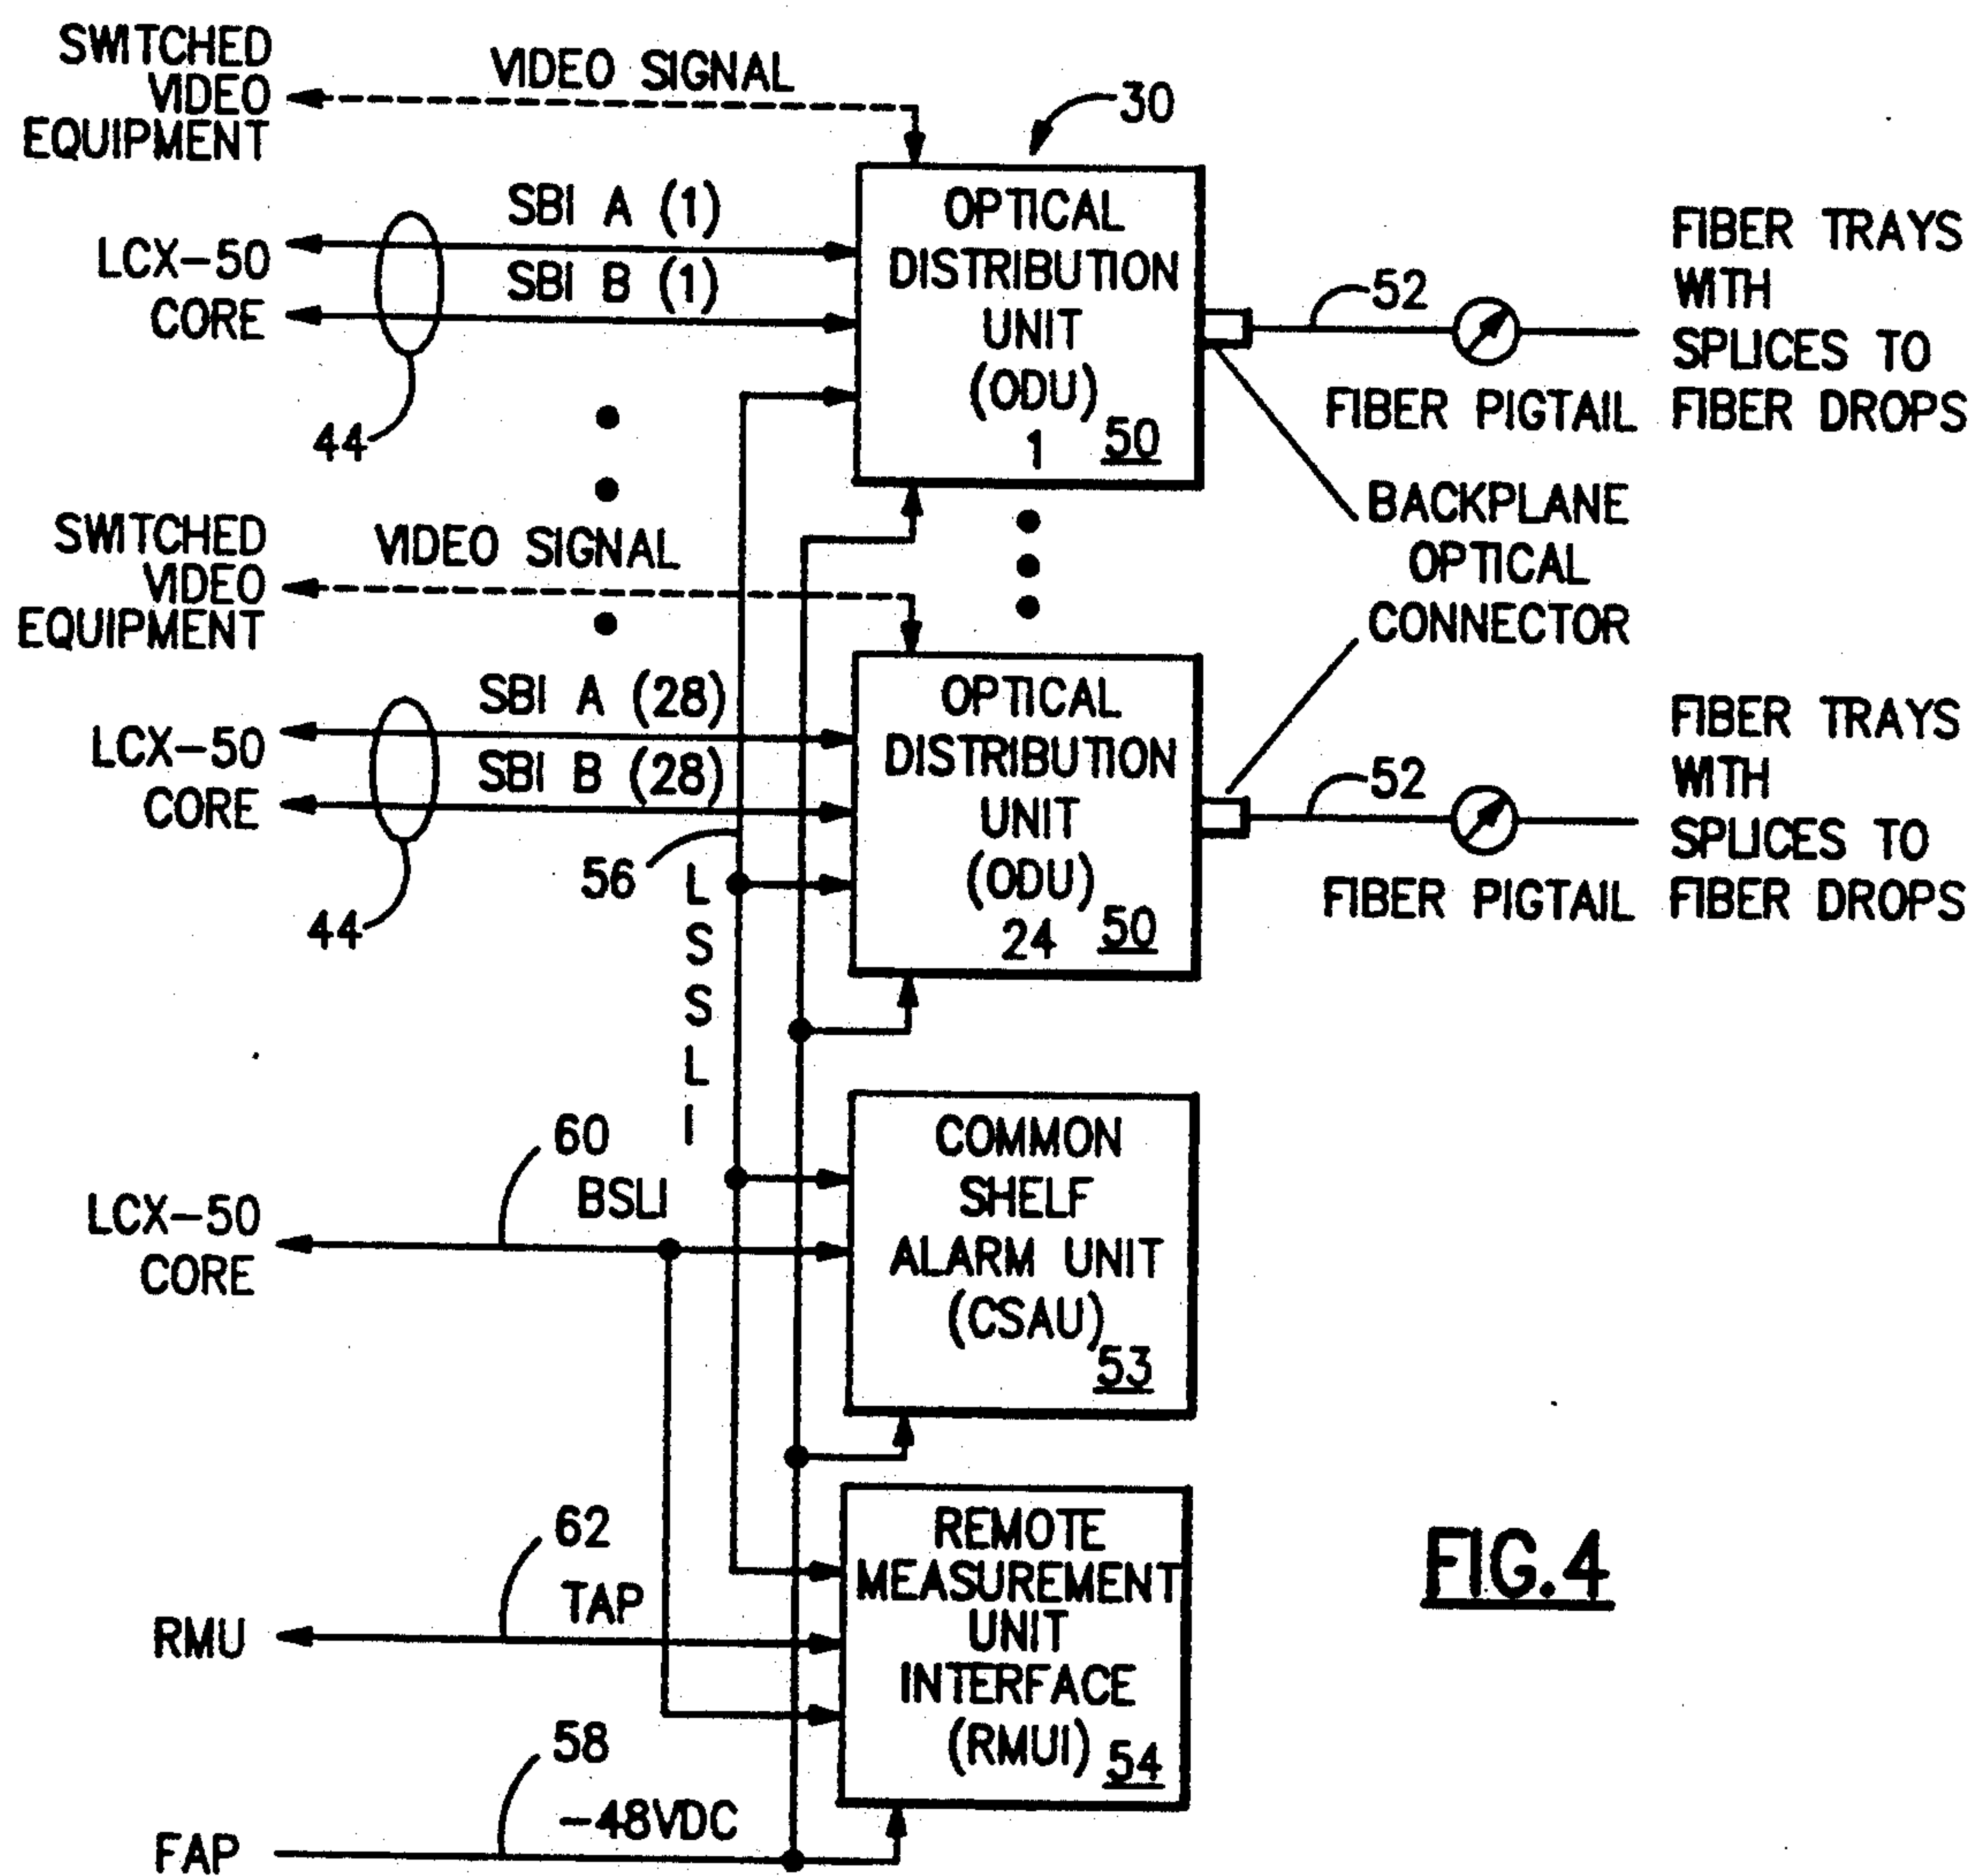 SWITCHED
VIDEO
EQUIPMENT
VIDEO SIGNAL
30
LCX-50
CORE
SBI A (1)
SBI B (1)
44
OPTICAL
DISTRIBUTION
UNIT
(ODU)
1 50
52
FIBER PIGTAIL
FIBER TRAYS
WITH
SPLICES TO
FIBER DROPS
BACKPLANE
OPTICAL
CONNECTOR
SWITCHED
VIDEO
EQUIPMENT
VIDEO SIGNAL
LCX-50
CORE
SBI A (28)
SBI B (28)
44
56
LSSLI
OPTICAL
DISTRIBUTION
UNIT
(ODU)
24 50
52
FIBER PIGTAIL
FIBER TRAYS
WITH
SPLICES TO
FIBER DROPS
LCX-50
CORE
60
BSLI
COMMON
SHELF
ALARM UNIT
(CSAU)
53
RMU
62
TAP
REMOTE
MEASUREMENT
UNIT
INTERFACE
(RMUI) 54
FAP
58
-48VDC
FIG.4